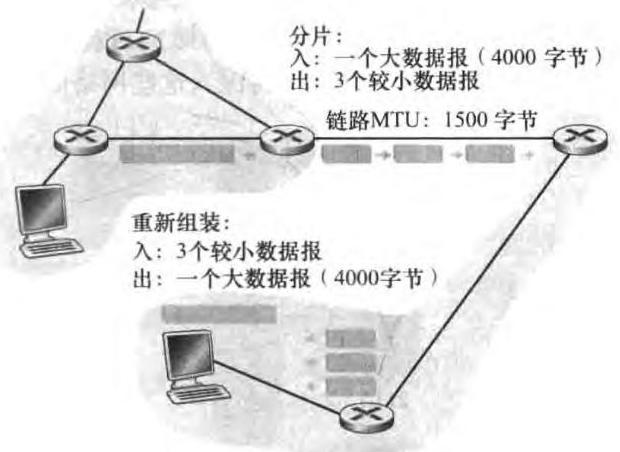 分片：
入：一个大数据报（4000 字节）
出：3个较小数据报
链路MTU：1500 字节
重新组装：
入：3个较小数据报
出：一个大数据报（4000字节）